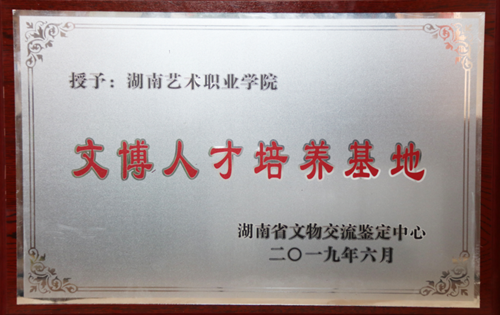 授予：湖南艺术职业学院
文博人才培养基地
湖南省文物交流鉴定中心
二〇一九年六月